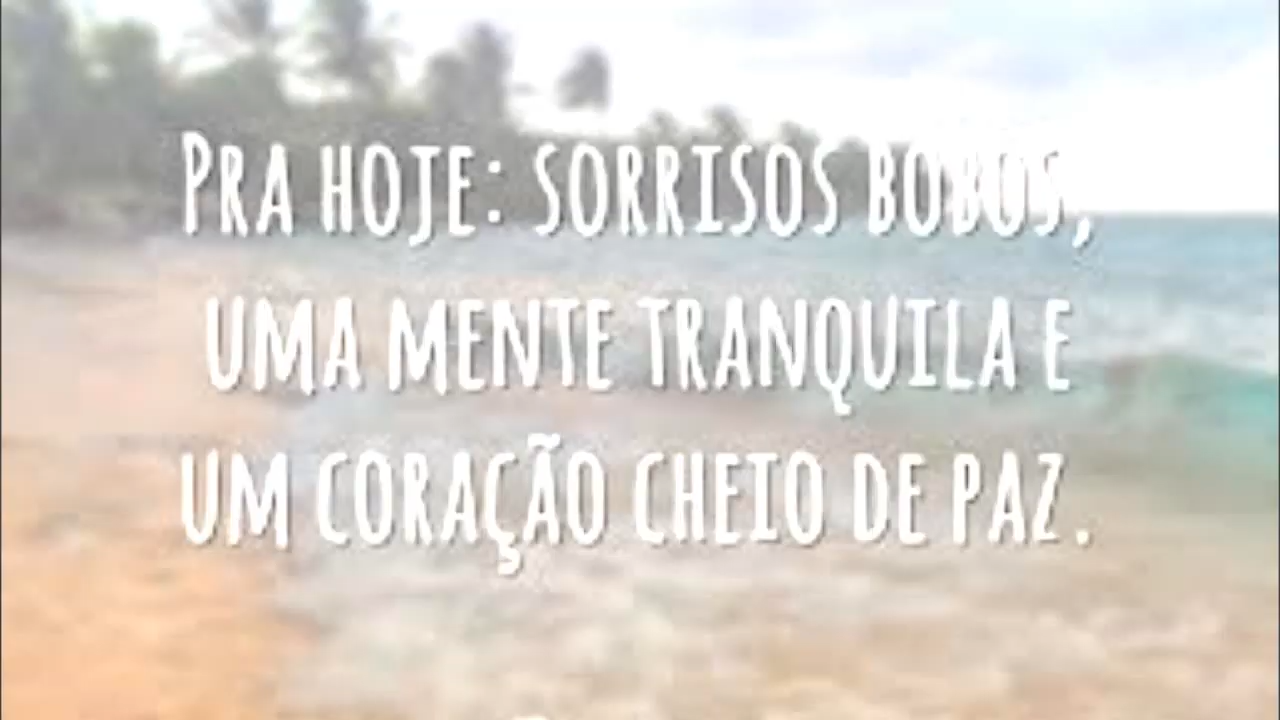 PRA HOJE: SORRISOS BOBOS,
UMA MENTE TRANQUILA E
UM CORAÇÃO CHEIO DE PAZ.